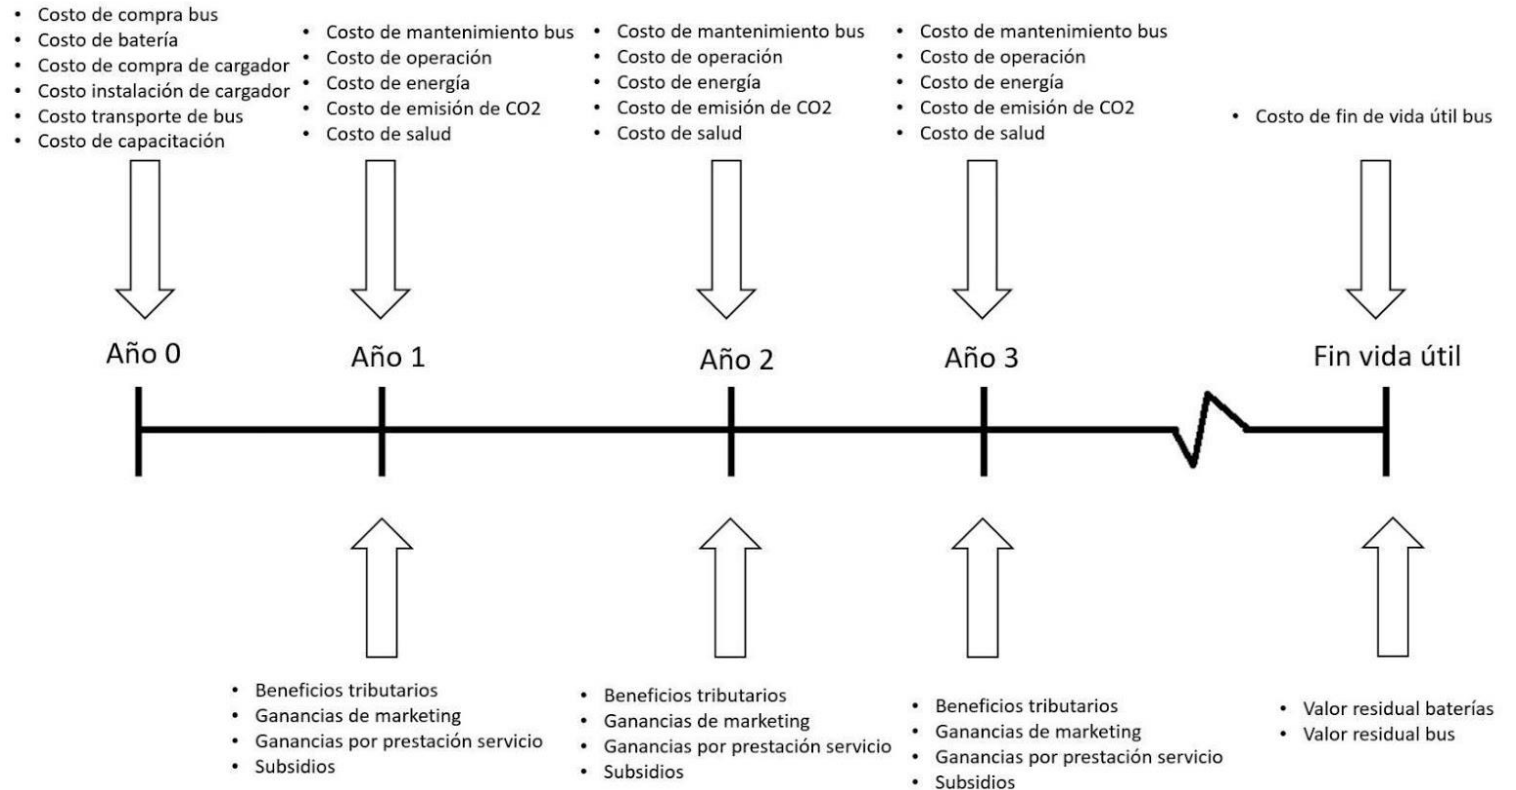 • Costo de compra bus
• Costo de batería
• Costo de compra de cargador
• Costo instalación de cargador
• Costo transporte de bus
• Costo de capacitación
• Costo de mantenimiento bus
• Costo de operación
• Costo de energía
• Costo de emisión de CO2
• Costo de salud
• Costo de mantenimiento bus
• Costo de operación
• Costo de energía
• Costo de emisión de CO2
• Costo de salud
• Costo de mantenimiento bus
• Costo de operación
• Costo de energía
• Costo de emisión de CO2
• Costo de salud
• Costo de fin de vida útil bus
Año 0
Año 1
Año 2
Año 3
Fin vida útil
• Beneficios tributarios
• Ganancias de marketing
• Ganancias por prestación servicio
• Subsidios
• Beneficios tributarios
• Ganancias de marketing
• Ganancias por prestación servicio
• Subsidios
• Beneficios tributarios
• Ganancias de marketing
• Ganancias por prestación servicio
• Subsidios
• Valor residual baterías
• Valor residual bus